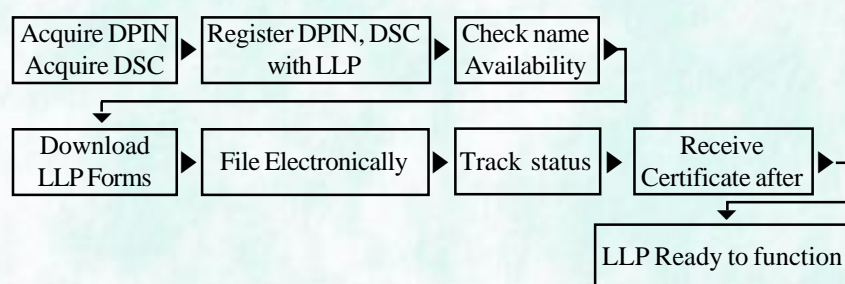 Acquire DPIN
Acquire DSC
Register DPIN, DSC
with LLP
Check name
Availability
Download
LLP Forms
File Electronically
Track status
Receive
Certificate after
LLP Ready to function